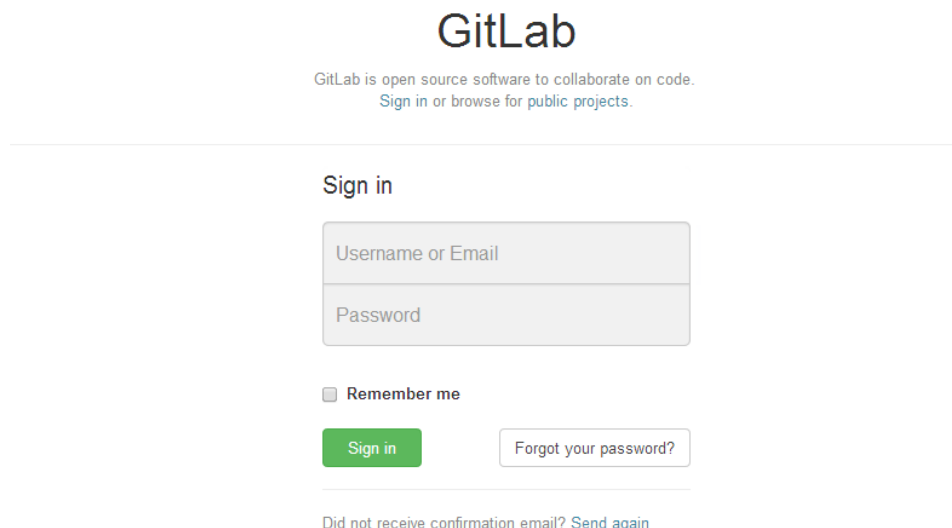 GitLab
GitLab is open source software to collaborate on code.
Sign in or browse for public projects.
Sign in
Username or Email
Password
Remember me
Sign in
Forgot your password?
Did not receive confirmation email? Send again